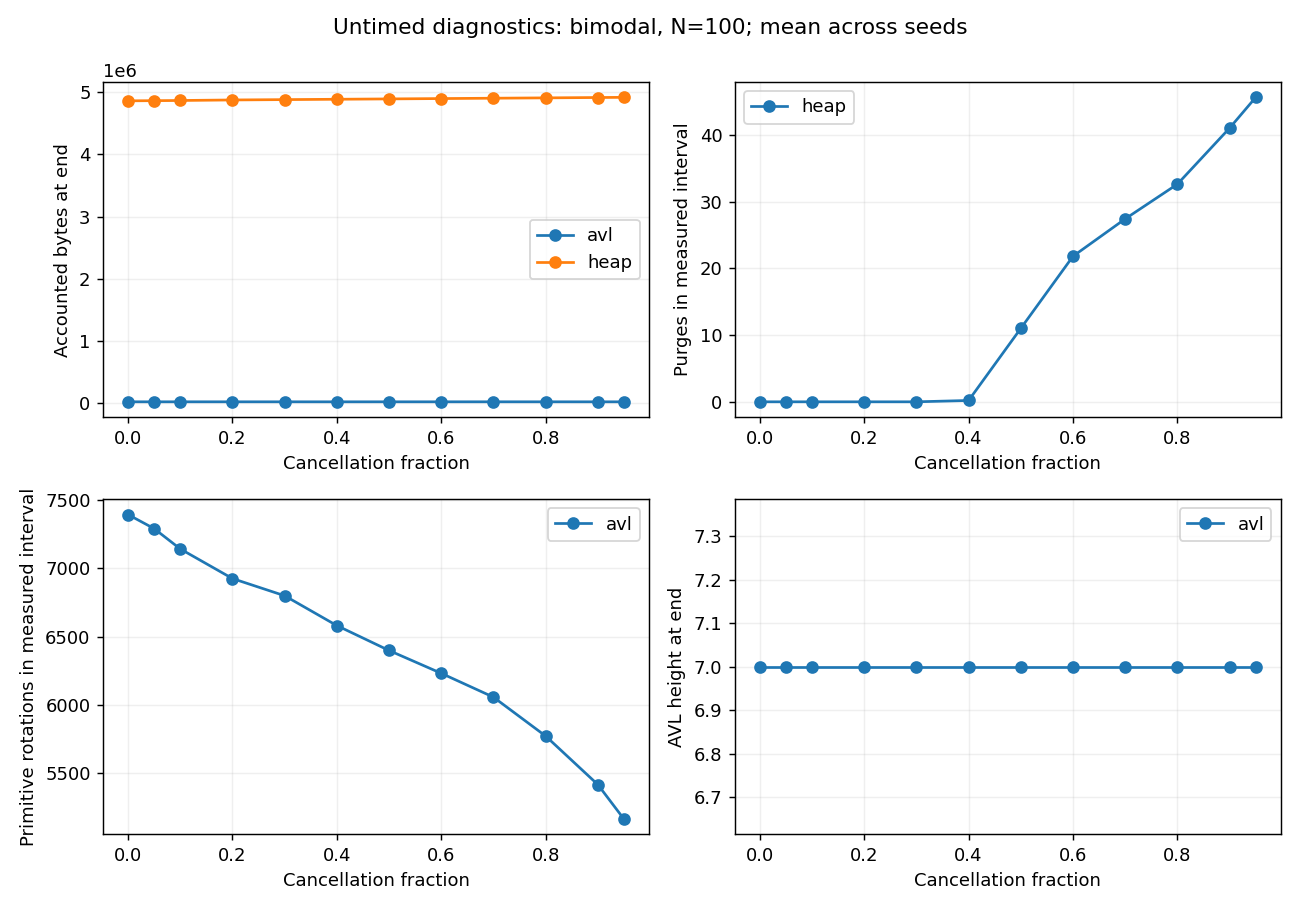 Untimed diagnostics: bimodal, N=100; mean across seeds
1e6
5
4
3
2
1
0
Accounted bytes at end
avl
heap
0.0 0.2 0.4 0.6 0.8
Cancellation fraction
40
30
20
10
0
Purges in measured interval
heap
0.0 0.2 0.4 0.6 0.8
Cancellation fraction
7500
7000
6500
6000
5500
Primitive rotations in measured interval
avl
0.0 0.2 0.4 0.6 0.8
Cancellation fraction
7.3
7.2
7.1
7.0
6.9
6.8
6.7
AVL height at end
avl
0.0 0.2 0.4 0.6 0.8
Cancellation fraction